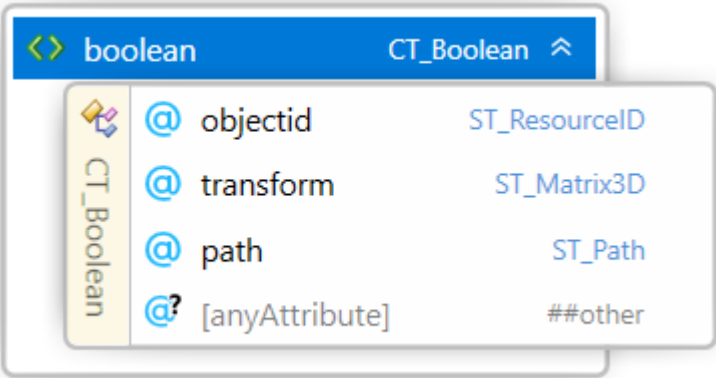 <> boolean CT_Boolean
CT_Boolean
@ objectid ST_ResourceID
@ transform ST_Matrix3D
@ path ST_Path
@? [anyAttribute] ##other